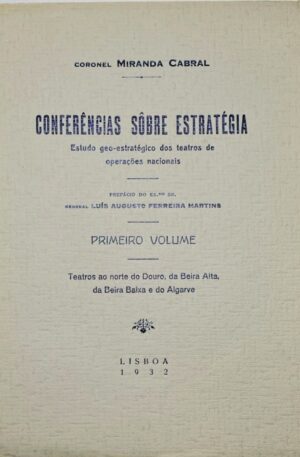 CORONEL MIRANDA CABRAL
CONFERÊNCIAS SÔBRE ESTRATÉGIA
Estudo geo-estratégico dos teatros de
operações nacionais
PREFÁCIO DO EX.MO SR.
GENERAL LUÍS AUGUSTO FERREIRA MARTINS
PRIMEIRO VOLUME
Teatros ao norte do Douro, da Beira Alta,
da Beira Baixa e do Algarve
LISBOA
1932